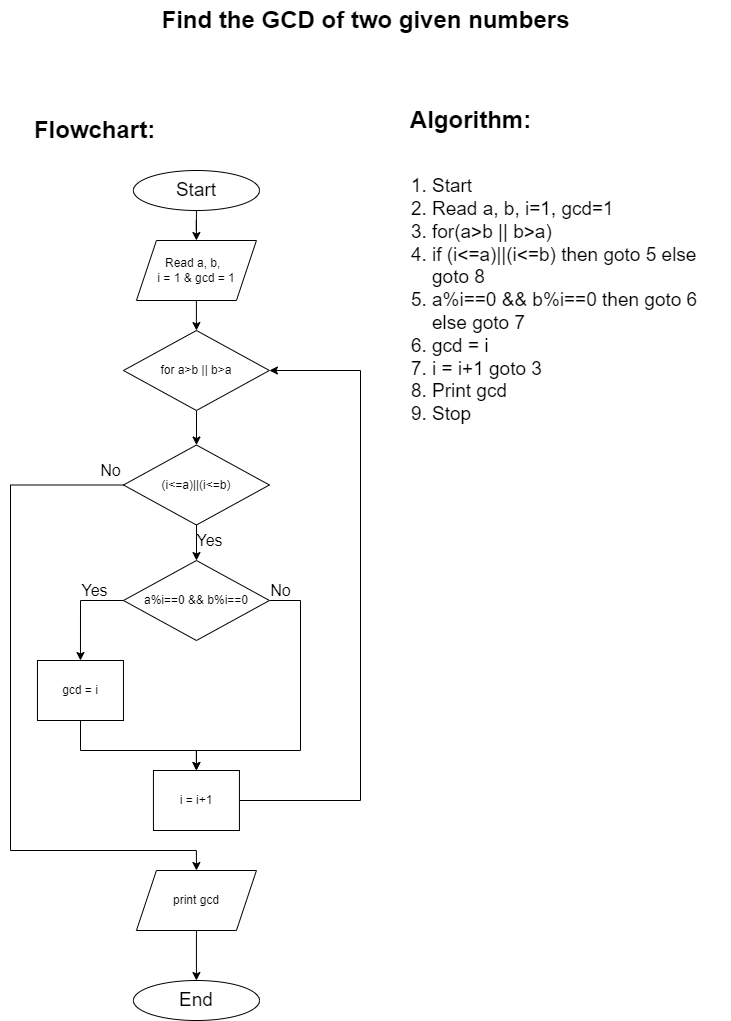 Find the GCD of two given numbers
Flowchart:
Start
Read a, b,
i = 1 & gcd = 1
for a>b || b>a
No
(i<=a)||(i<=b)
Yes
Yes
a%i==0 && b%i==0
No
gcd = i
i = i+1
print gcd
End
Algorithm:
1. Start
2. Read a, b, i=1, gcd=1
3. for(a>b || b>a)
4. if (i<=a)||(i<=b) then goto 5 else
goto 8
5. a%i==0 && b%i==0 then goto 6
else goto 7
6. gcd = i
7. i = i+1 goto 3
8. Print gcd
9. Stop